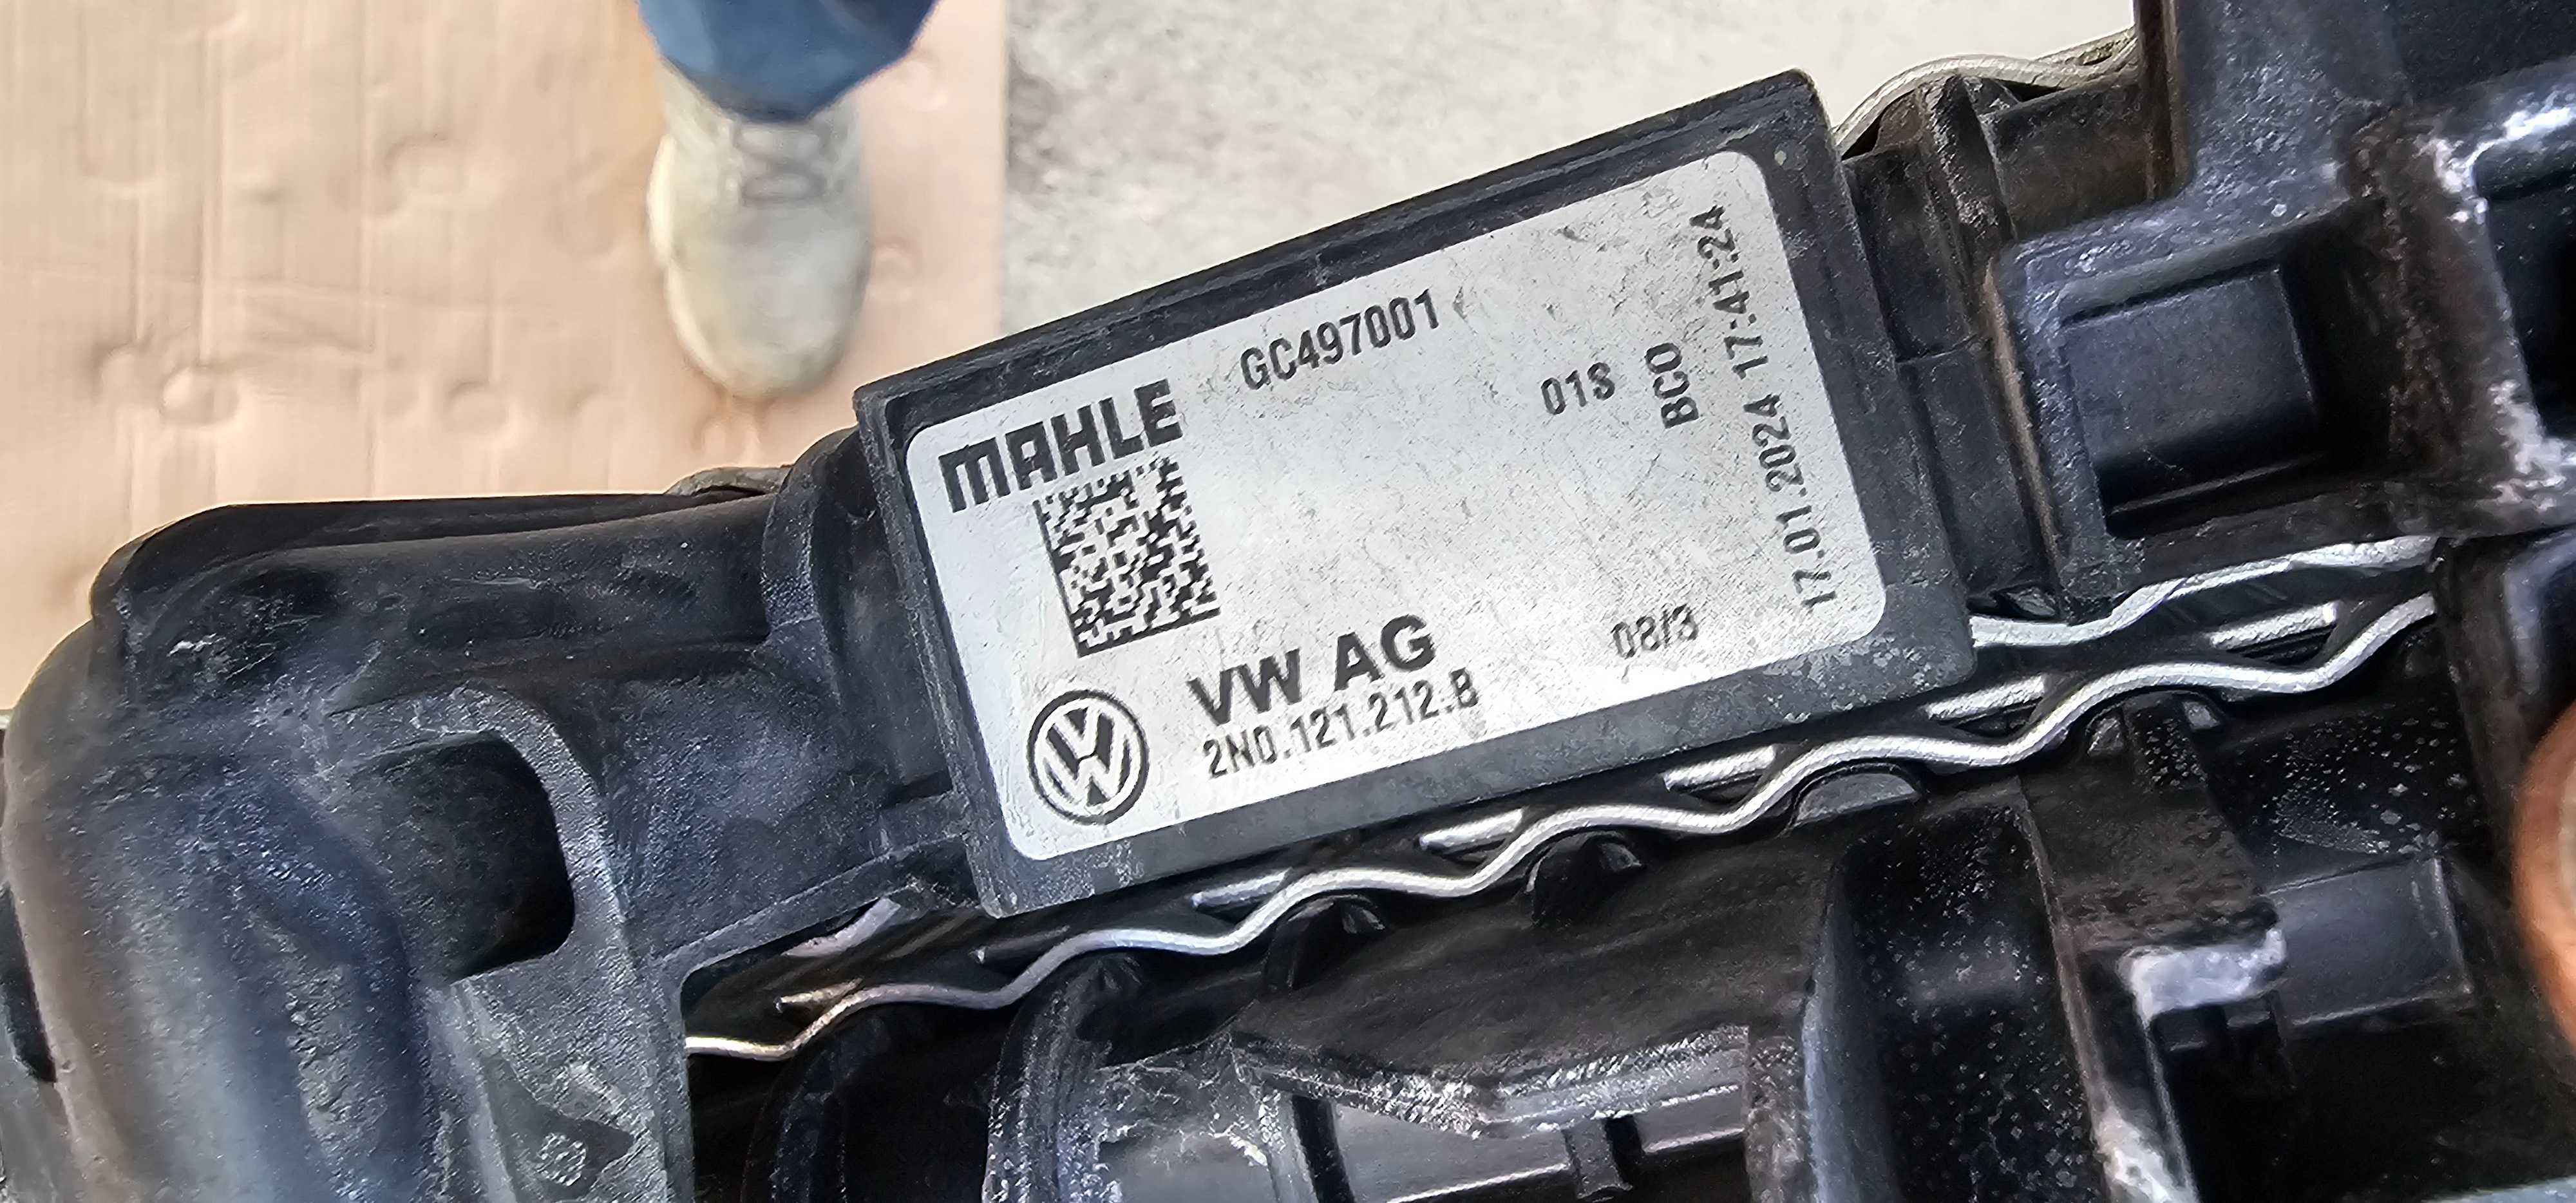 MAHLE
GC497001
01S
BCO
17.01.2024 17:41:24
VW AG
2N0.121.212.B
08/3